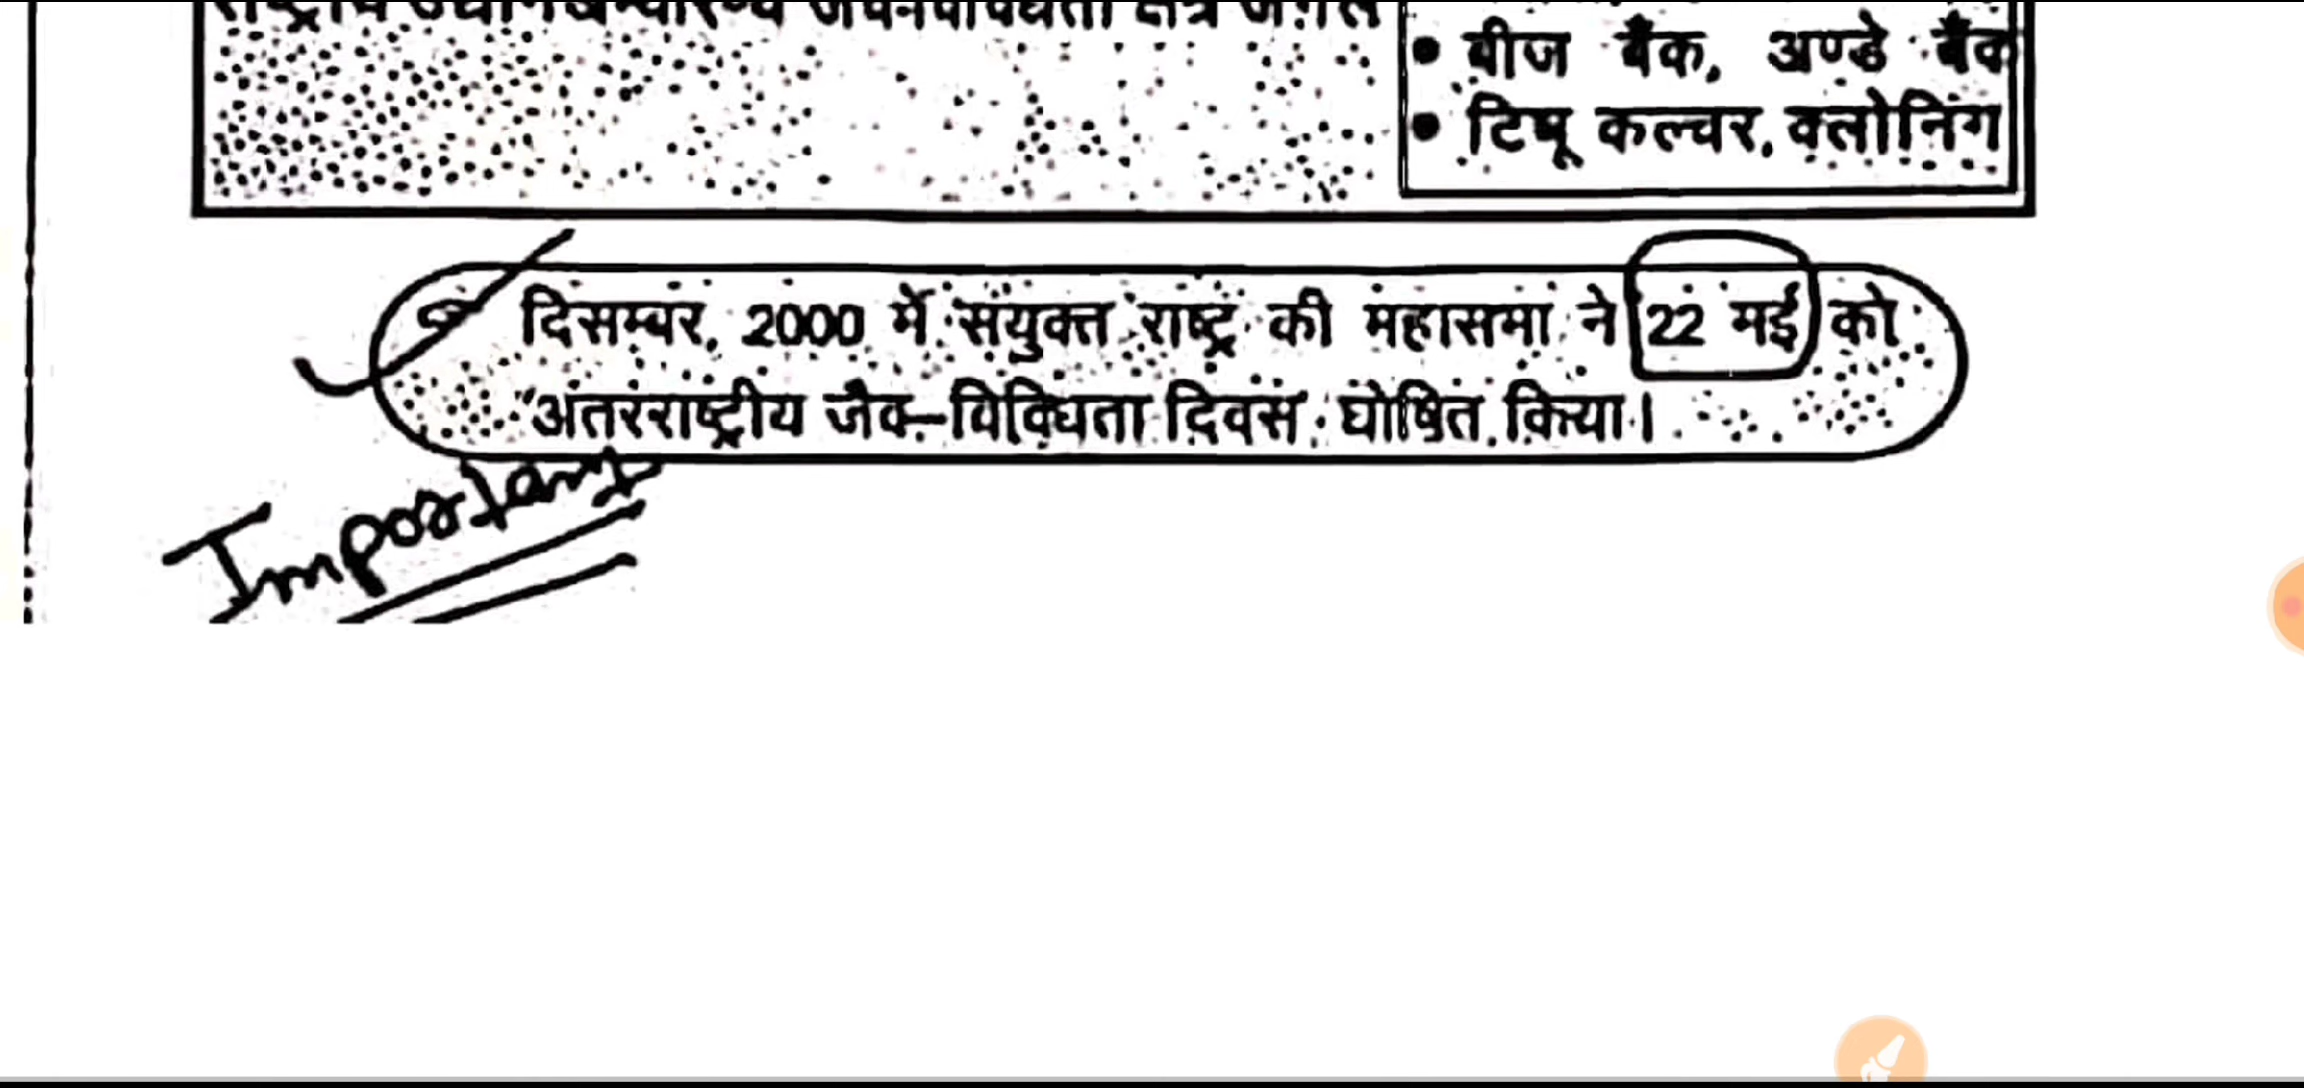 • बीज बैंक, अण्डे बैंक
• टिशू कल्चर, क्लोनिंग
दिसम्बर, 2000 में संयुक्त राष्ट्र की महासभा ने 22 मई को
अंतरराष्ट्रीय जैव-विविधता दिवस घोषित किया।
Important